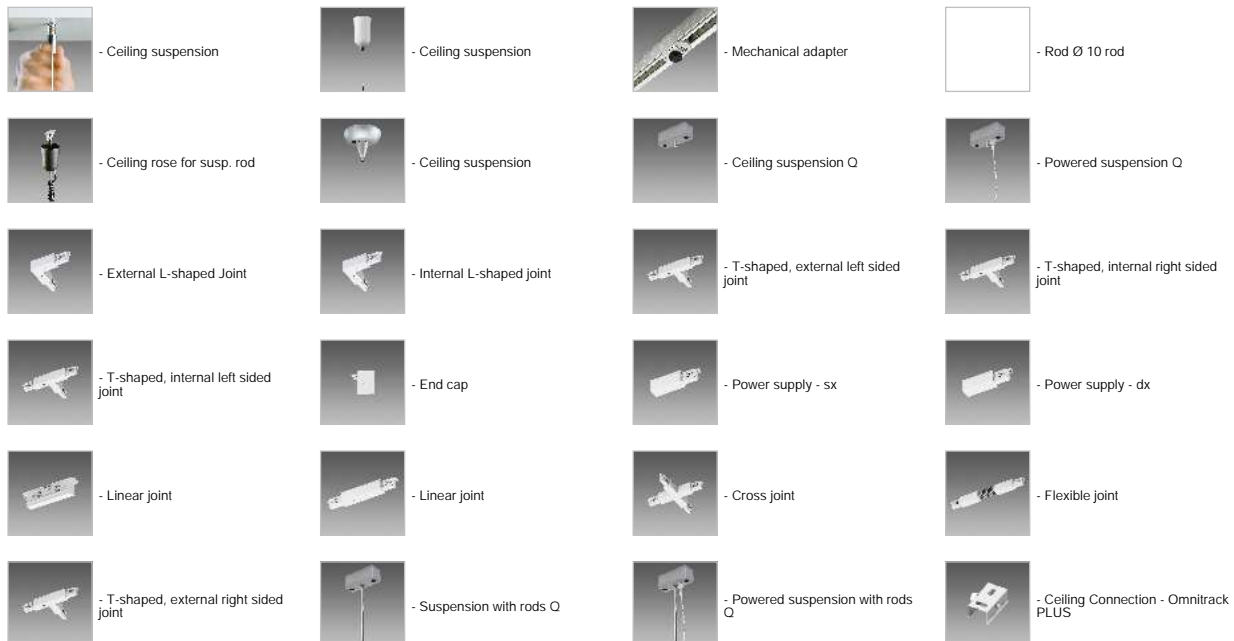 - Ceiling suspension
- Ceiling suspension
- Mechanical adapter
- Rod Ø 10 rod
- Ceiling rose for susp. rod
- Ceiling suspension
- Ceiling suspension Q
- Powered suspension Q
- External L-shaped Joint
- Internal L-shaped joint
- T-shaped, external left sided
joint
- T-shaped, internal right sided
joint
- T-shaped, internal left sided
joint
- End cap
- Power supply - sx
- Power supply - dx
- Linear joint
- Linear joint
- Cross joint
- Flexible joint
- T-shaped, external right sided
joint
- Suspension with rods Q
- Powered suspension with rods
Q
- Ceiling Connection - Omnitrack
PLUS